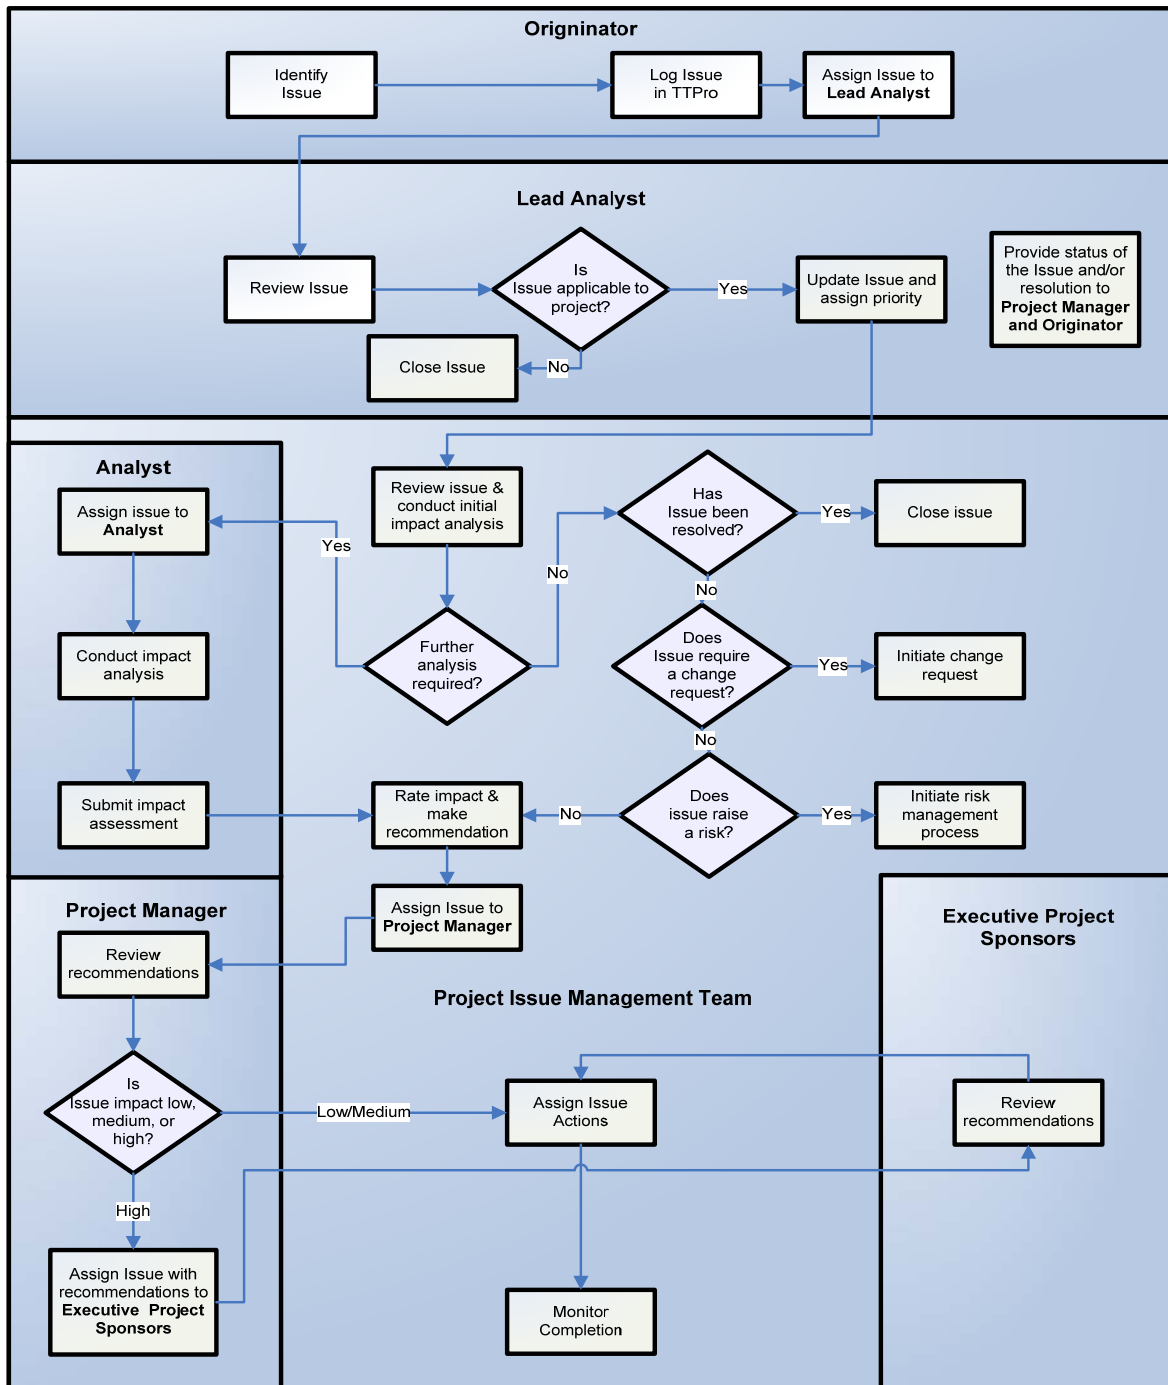 Origninator
Identify
Issue
Log Issue
in TTPro
Assign Issue to
Lead Analyst
Lead Analyst
Review Issue
Is
Issue applicable to
project?
Yes
Update Issue and
assign priority
Provide status of
the Issue and/or
resolution to
Project Manager
and Originator
No
Close Issue
Analyst
Assign issue to
Analyst
Conduct impact
analysis
Submit impact
assessment
Yes
Review issue &
conduct initial
impact analysis
Further
analysis
required?
No
Has
Issue been
resolved?
Yes
Close issue
No
Does
Issue require
a change
request?
Yes
Initiate change
request
No
Does
issue raise
a risk?
Yes
Initiate risk
management
process
No
Rate impact &
make
recommendation
Assign Issue to
Project Manager
Project Manager
Review
recommendations
Is
Issue impact low,
medium, or
high?
Low/Medium
High
Assign Issue with
recommendations to
Executive Project
Sponsors
Project Issue Management Team
Assign Issue
Actions
Monitor
Completion
Executive Project
Sponsors
Review
recommendations